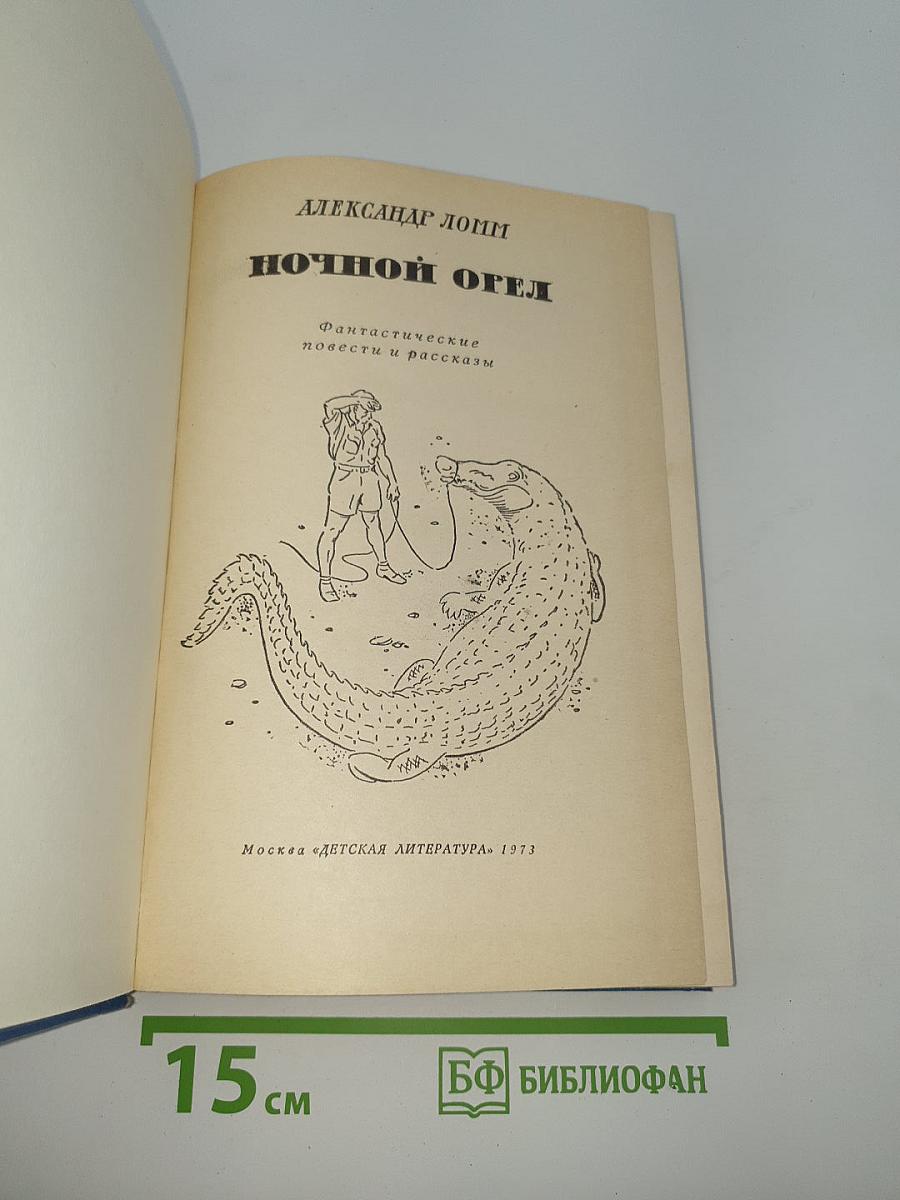 АЛЕКСАНДР ЛОММ
НОЧНОЙ ОРЕЛ
Фантастические
повести и рассказы
Москва «ДЕТСКАЯ ЛИТЕРАТУРА» 1973
15 см
БФ БИБЛИОФАН